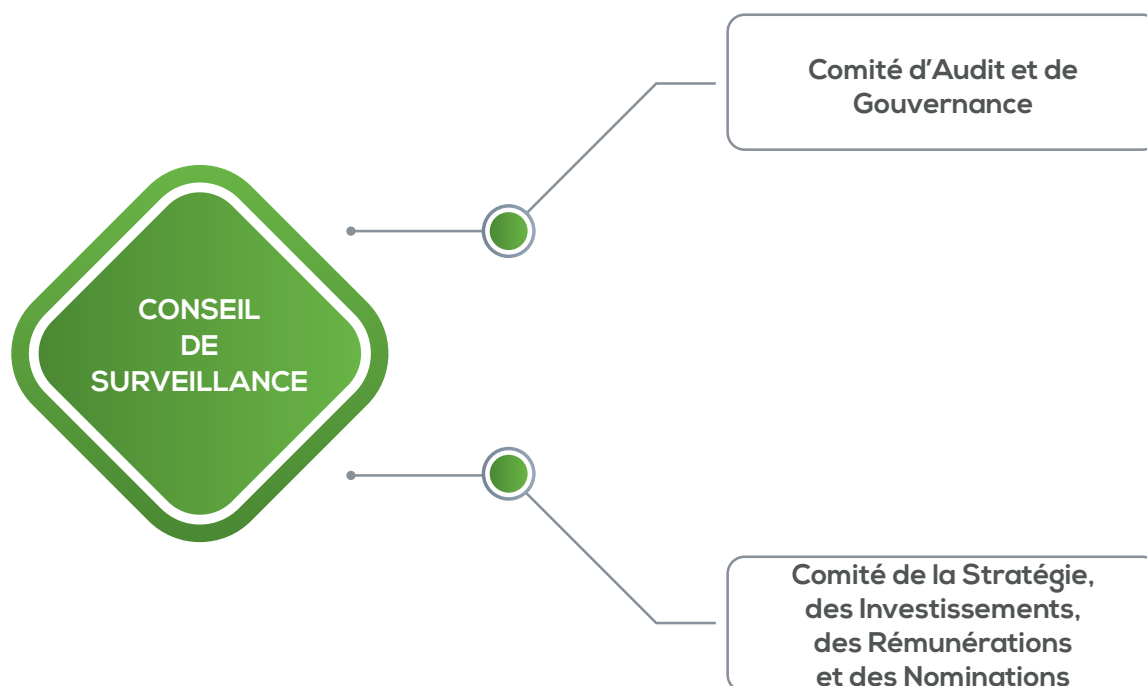 Comité d’Audit et de
Gouvernance
CONSEIL
DE
SURVEILLANCE
Comité de la Stratégie,
des Investissements,
des Rémunérations
et des Nominations